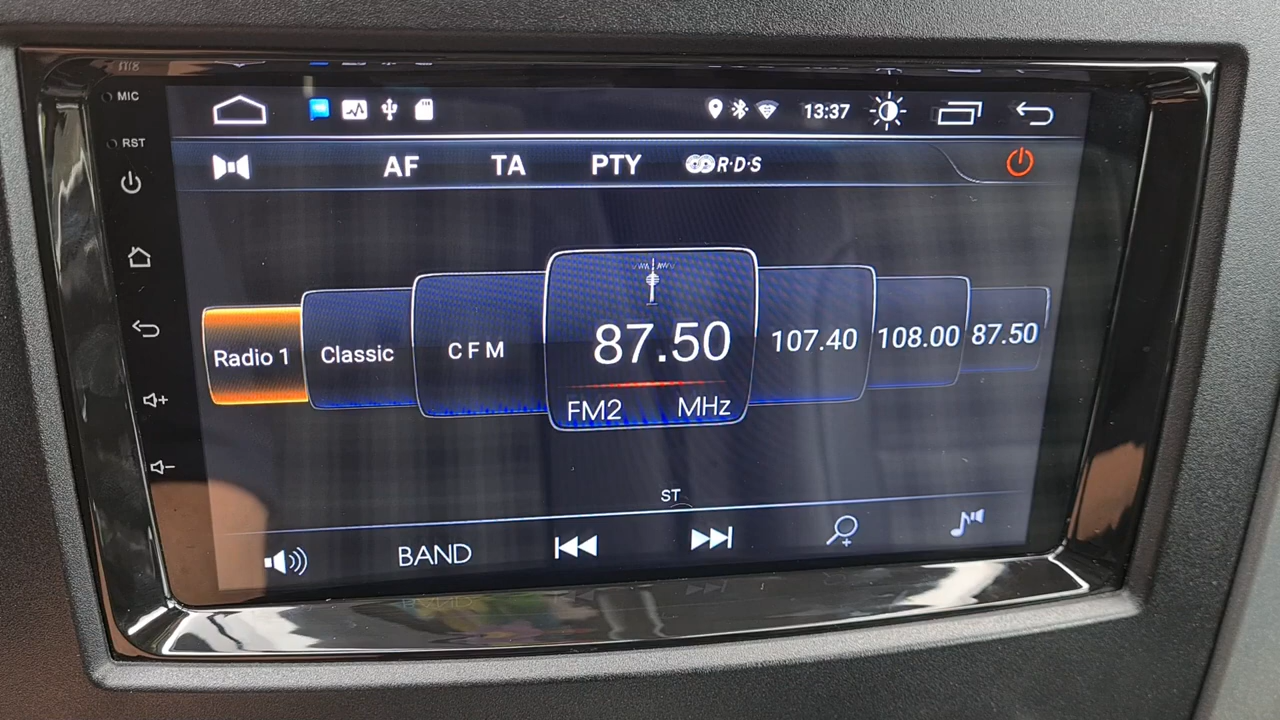 MIC
RST
13:37
AF TA PTY R·D·S
Radio 1 Classic CFM 87.50 107.40 108.00 87.50
FM2 MHz
ST
BAND